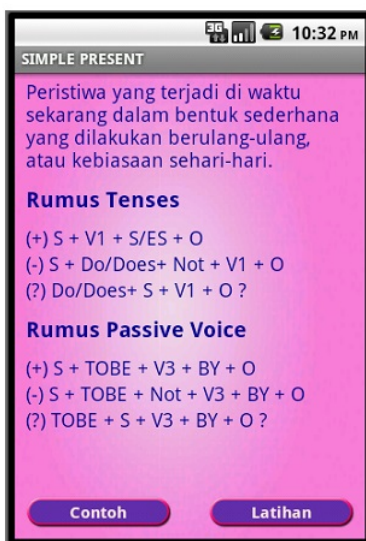 3G 10:32 PM
SIMPLE PRESENT
Peristiwa yang terjadi di waktu
sekarang dalam bentuk sederhana
yang dilakukan berulang-ulang,
atau kebiasaan sehari-hari.
Rumus Tenses
(+) S + V1 + S/ES + O
(-) S + Do/Does+ Not + V1 + O
(?) Do/Does+ S + V1 + O ?
Rumus Passive Voice
(+) S + TOBE + V3 + BY + O
(-) S + TOBE + Not + V3 + BY + O
(?) TOBE + S + V3 + BY + O ?
Contoh Latihan